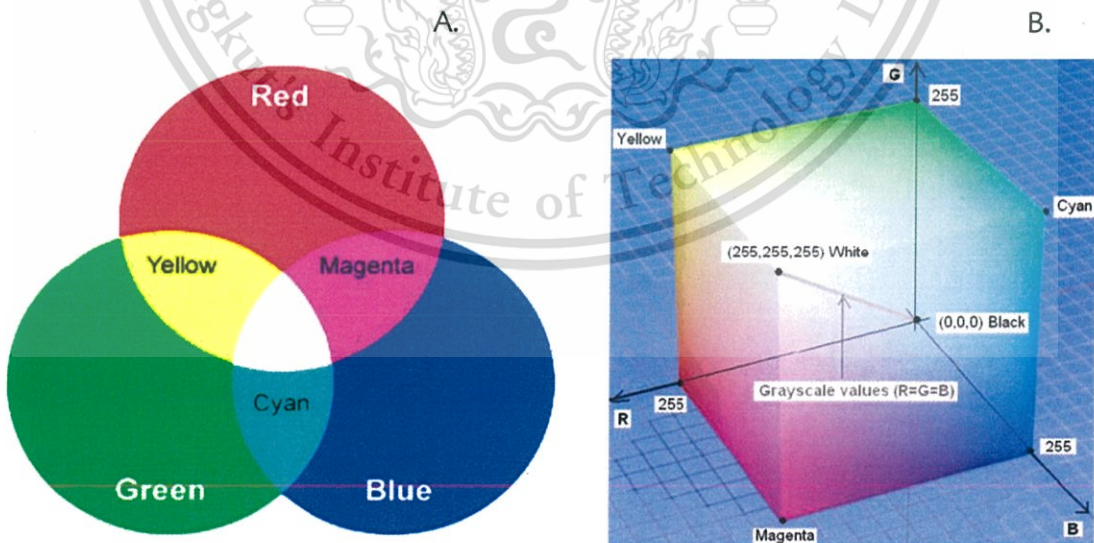 A.
B.
Red
Yellow
Magenta
Cyan
Green
Blue
G
255
Yellow
Cyan
(255,255,255) White
(0,0,0) Black
Grayscale values (R=G=B)
R
255
255
Magenta
B
Institute of Technology